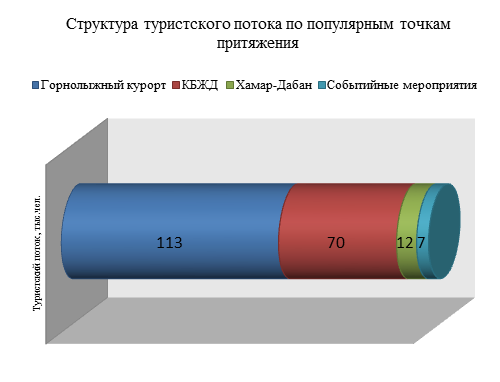 Структура туристского потока по популярным точкам
притяжения
Горнолыжный курорт КБЖД Хамар-Дабан Событийные мероприятия
Туристский поток, тыс.чел.
113 70 12 7